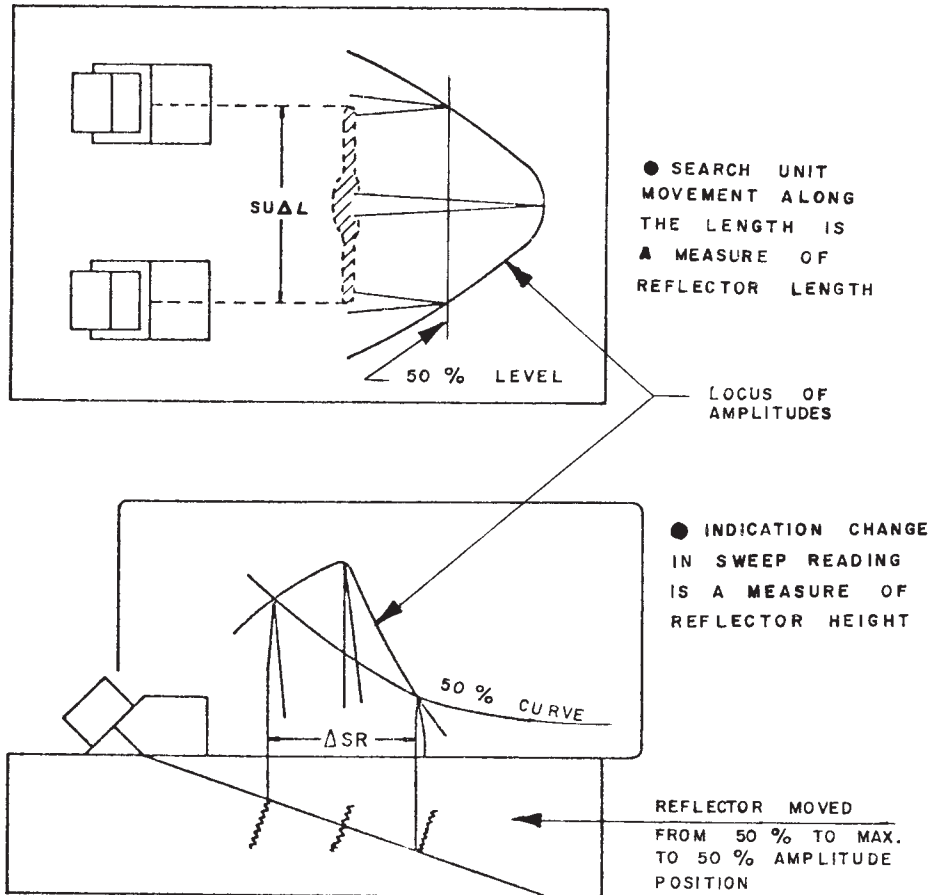 ● SEARCH UNIT
MOVEMENT ALONG
THE LENGTH IS
A MEASURE OF
REFLECTOR LENGTH
SUΔL
50 % LEVEL
LOCUS OF
AMPLITUDES
● INDICATION CHANGE
IN SWEEP READING
IS A MEASURE OF
REFLECTOR HEIGHT
50 % CURVE
ΔSR
REFLECTOR MOVED
FROM 50 % TO MAX.
TO 50 % AMPLITUDE
POSITION